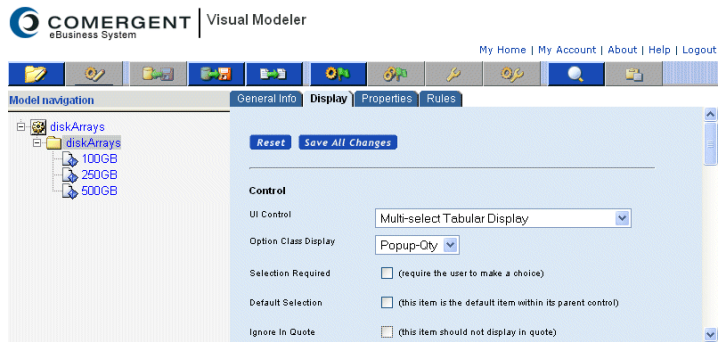 COMERGENT
eBusiness System
Visual Modeler
My Home | My Account | About | Help | Logout
Model navigation
General Info Display Properties Rules
diskArrays
diskArrays
100GB
250GB
500GB
Reset Save All Changes
Control
UI Control Multi-select Tabular Display
Option Class Display Popup-Qty
Selection Required (require the user to make a choice)
Default Selection (this item is the default item within its parent control)
Ignore In Quote (this item should not display in quote)